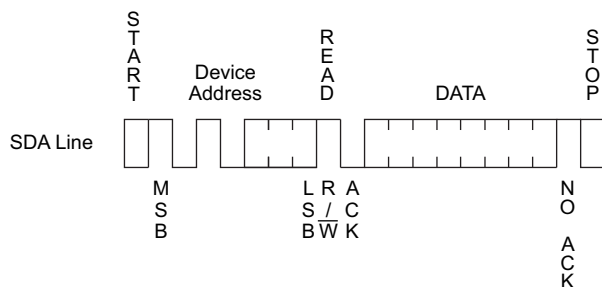 START
READ
STOP
Device
Address
DATA
SDA Line
MSB
LSB
R/W̅
ACK
NO ACK